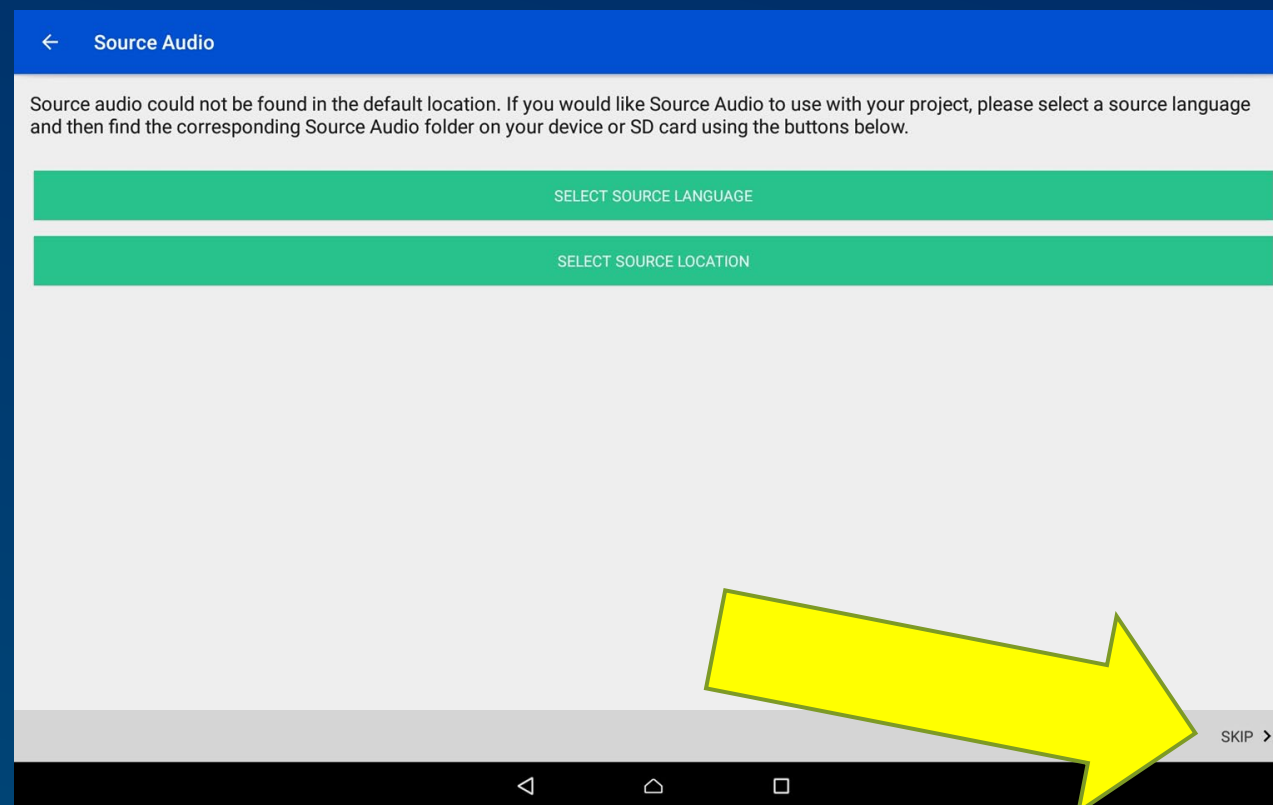 Source Audio
Source audio could not be found in the default location. If you would like Source Audio to use with your project, please select a source language
and then find the corresponding Source Audio folder on your device or SD card using the buttons below.
SELECT SOURCE LANGUAGE
SELECT SOURCE LOCATION
SKIP